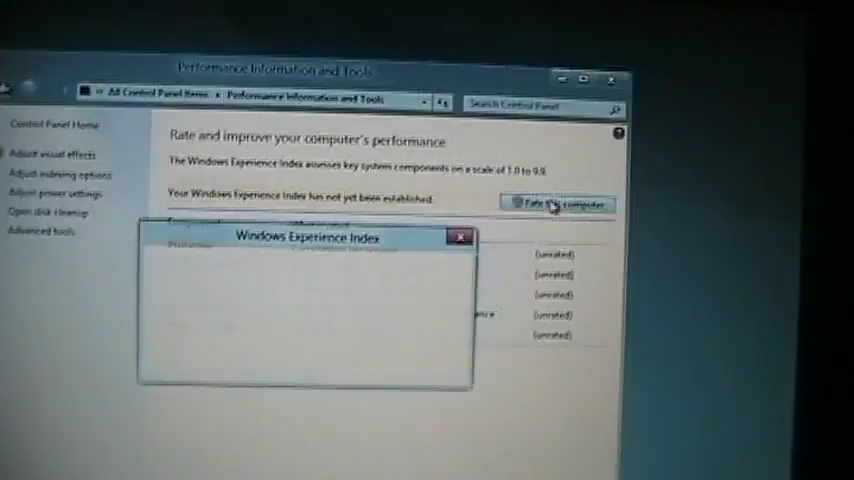 Performance Information and Tools
All Control Panel Items ▸ Performance Information and Tools
Search Control Panel
Control Panel Home
Rate and improve your computer's performance
Adjust visual effects
The Windows Experience Index assesses key system components on a scale of 1.0 to 9.9.
Adjust indexing options
Adjust power settings
Your Windows Experience Index has not yet been established.
Rate this computer
Open disk cleanup
Advanced tools
Windows Experience Index
(unrated)
(unrated)
(unrated)
(unrated)
(unrated)